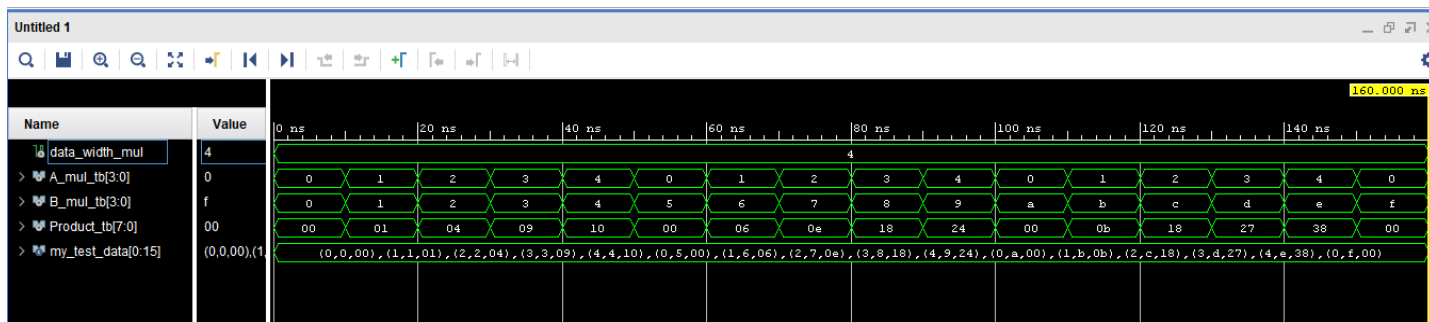 Untitled 1
160.000 ns
Name Value 0 ns 20 ns 40 ns 60 ns 80 ns 100 ns 120 ns 140 ns
data_width_mul 4 4
A_mul_tb[3:0] 0 0 1 2 3 4 0 1 2 3 4 0 1 2 3 4 0
B_mul_tb[3:0] f 0 1 2 3 4 5 6 7 8 9 a b c d e f
Product_tb[7:0] 00 00 01 04 09 10 00 06 0e 18 24 00 0b 18 27 38 00
my_test_data[0:15] (0,0,00),(1, (0,0,00),(1,1,01),(2,2,04),(3,3,09),(4,4,10),(0,5,00),(1,6,06),(2,7,0e),(3,8,18),(4,9,24),(0,a,00),(1,b,0b),(2,c,18),(3,d,27),(4,e,38),(0,f,00)